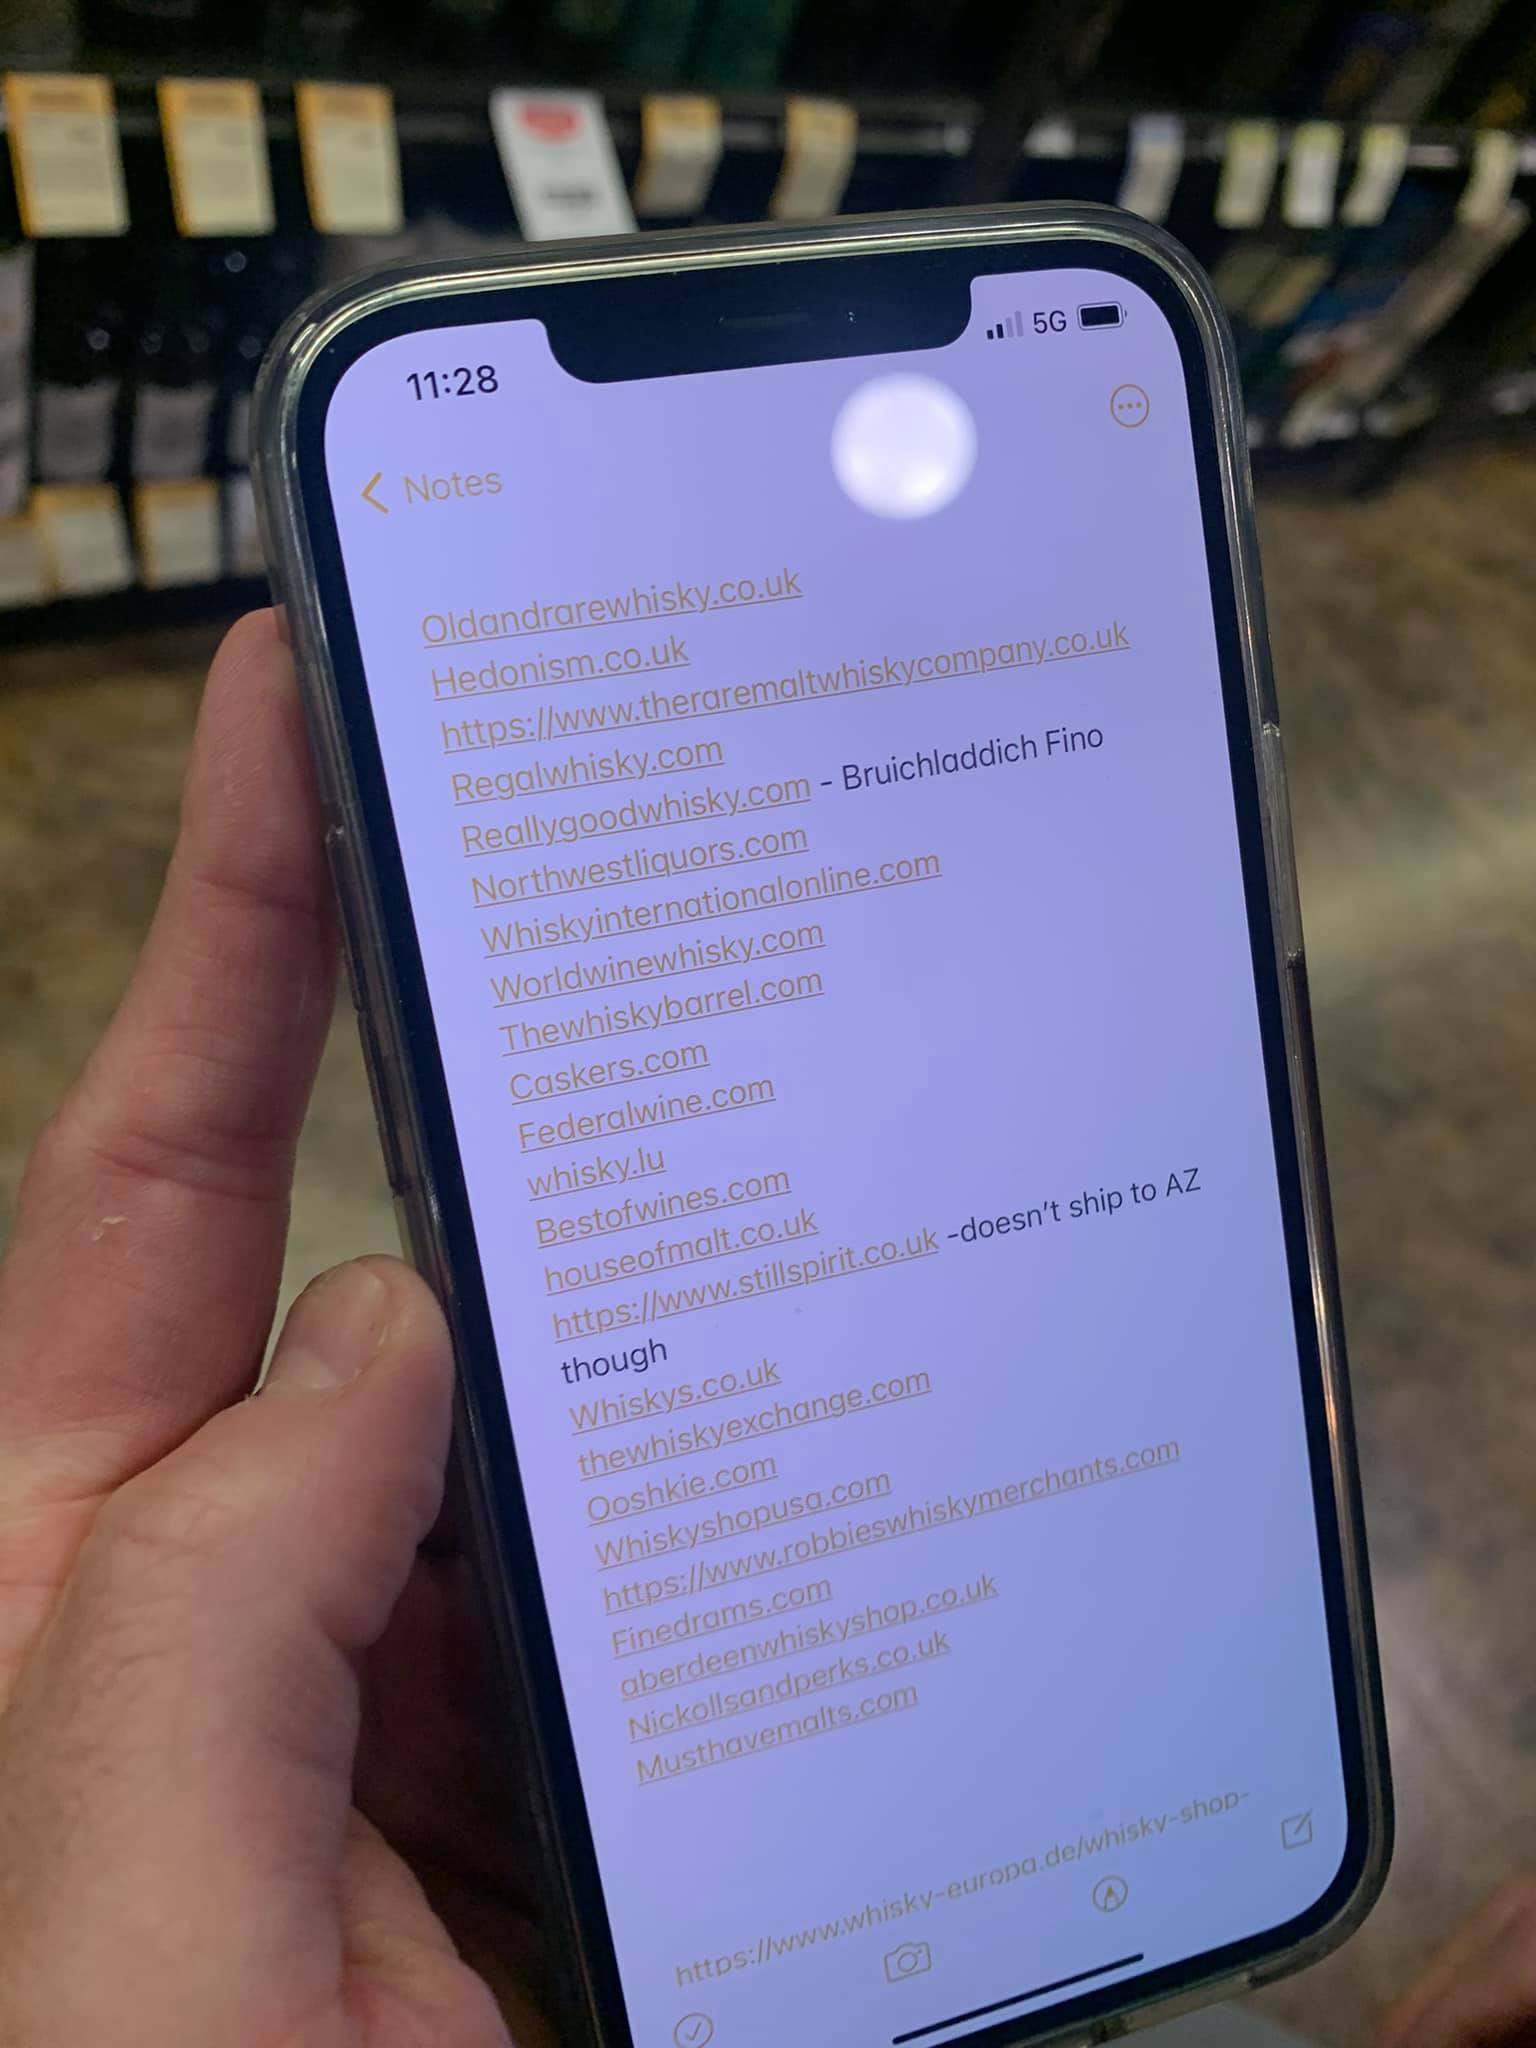 11:28
5G
Notes
Oldandrarewhisky.co.uk
Hedonism.co.uk
https://www.theraremaltwhiskycompany.co.uk
Regalwhisky.com
Reallygoodwhisky.com - Bruichladdich Fino
Northwestliquors.com
Whiskyinternationalonline.com
Worldwinewhisky.com
Thewhiskybarrel.com
Caskers.com
Federalwine.com
whisky.lu
Bestofwines.com
houseofmalt.co.uk
https://www.stillspirit.co.uk -doesn't ship to AZ
though
Whiskys.co.uk
thewhiskyexchange.com
Ooshkie.com
Whiskyshopusa.com
https://www.robbieswhiskymerchants.com
Finedrams.com
aberdeenwhiskyshop.co.uk
Nickollsandperks.co.uk
Musthavemalts.com
https://www.whisky-europa.de/whisky-shop-